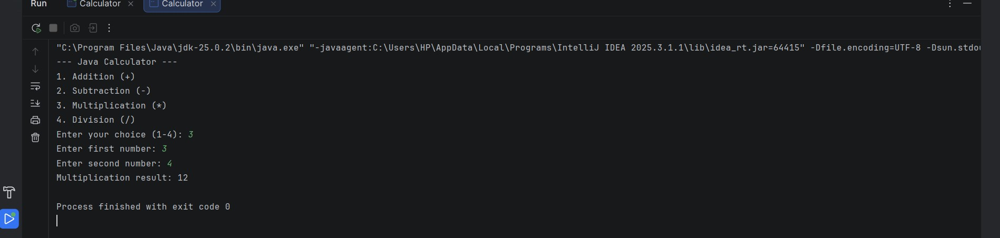 Run Calculator Calculator
"C:\Program Files\Java\jdk-25.0.2\bin\java.exe" "-javaagent:C:\Users\HP\AppData\Local\Programs\IntelliJ IDEA 2025.3.1.1\lib\idea_rt.jar=64415" -Dfile.encoding=UTF-8 -Dsun.stdou
--- Java Calculator ---
1. Addition (+)
2. Subtraction (-)
3. Multiplication (*)
4. Division (/)
Enter your choice (1-4): 3
Enter first number: 3
Enter second number: 4
Multiplication result: 12
Process finished with exit code 0